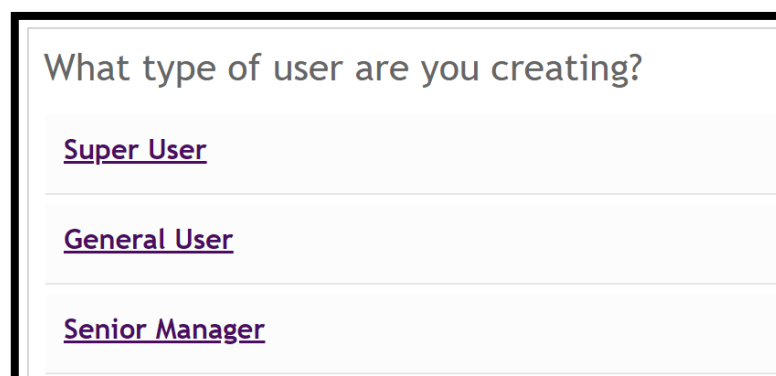 What type of user are you creating?
Super User
General User
Senior Manager